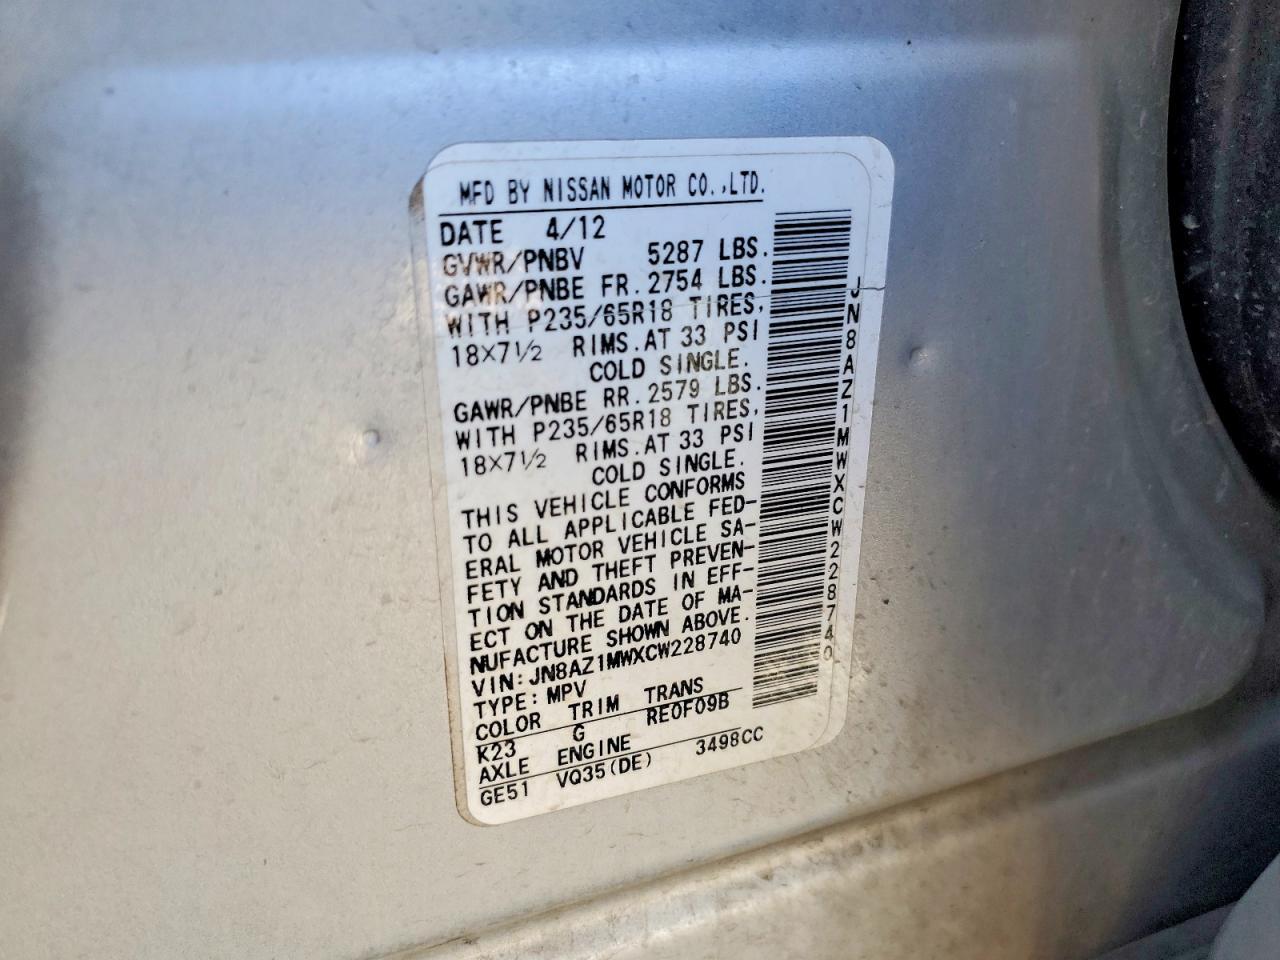 MFD BY NISSAN MOTOR CO.,LTD.
DATE 4/12
GVWR/PNBV 5287 LBS.
GAWR/PNBE FR. 2754 LBS.
WITH P235/65R18 TIRES,
18×7½ RIMS. AT 33 PSI
COLD SINGLE.
GAWR/PNBE RR. 2579 LBS.
WITH P235/65R18 TIRES,
18×7½ RIMS. AT 33 PSI
COLD SINGLE.
THIS VEHICLE CONFORMS
TO ALL APPLICABLE FED-
ERAL MOTOR VEHICLE SA-
FETY AND THEFT PREVEN-
TION STANDARDS IN EFF-
ECT ON THE DATE OF MA-
NUFACTURE SHOWN ABOVE.
VIN: JN8AZ1MWXCW228740
TYPE: MPV
COLOR TRIM TRANS
K23 G RE0F09B
AXLE ENGINE
GE51 VQ35(DE) 3498CC
JN8AZ1MWXCW228740